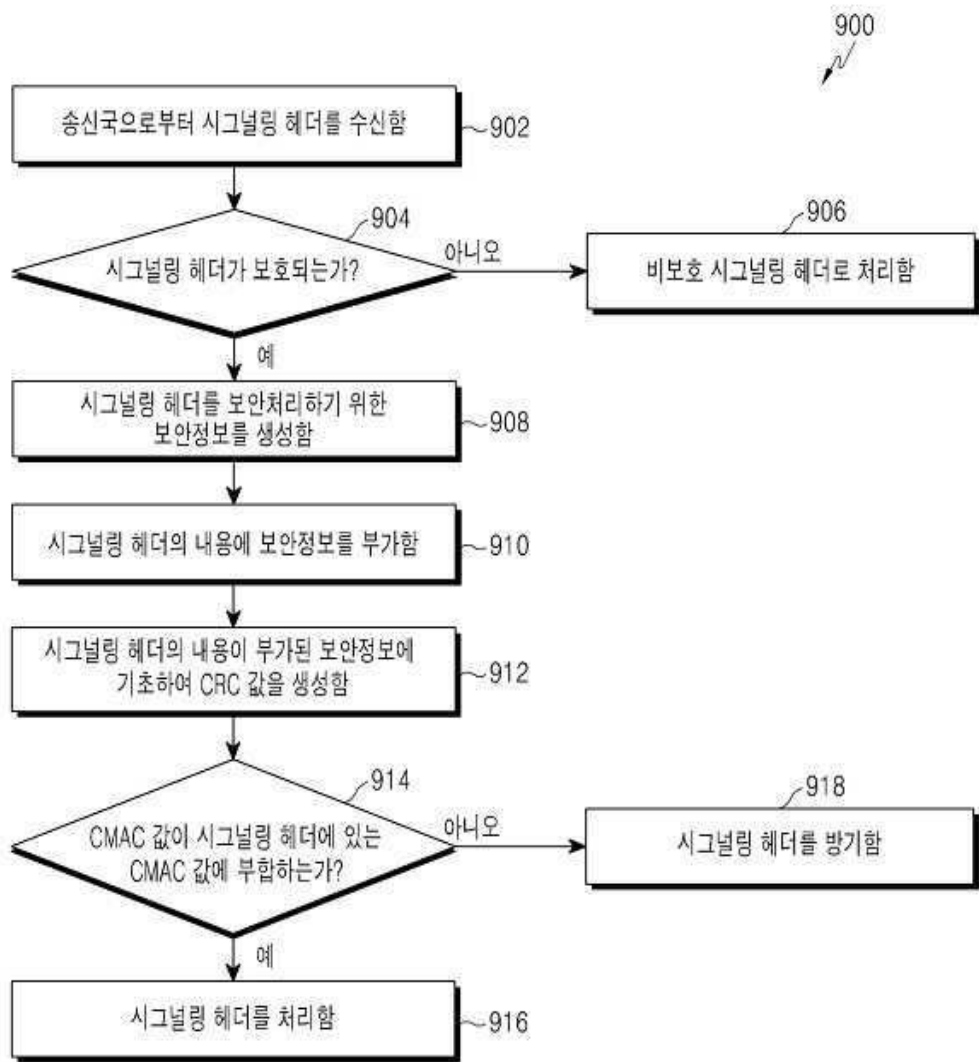 900
송신국으로부터 시그널링 헤더를 수신함
902
904
시그널링 헤더가 보호되는가?
아니오
906
비보호 시그널링 헤더로 처리함
예
시그널링 헤더를 보안처리하기 위한
보안정보를 생성함
908
시그널링 헤더의 내용에 보안정보를 부가함
910
시그널링 헤더의 내용이 부가된 보안정보에
기초하여 CRC 값을 생성함
912
914
CMAC 값이 시그널링 헤더에 있는
CMAC 값에 부합하는가?
아니오
918
시그널링 헤더를 방기함
예
시그널링 헤더를 처리함
916